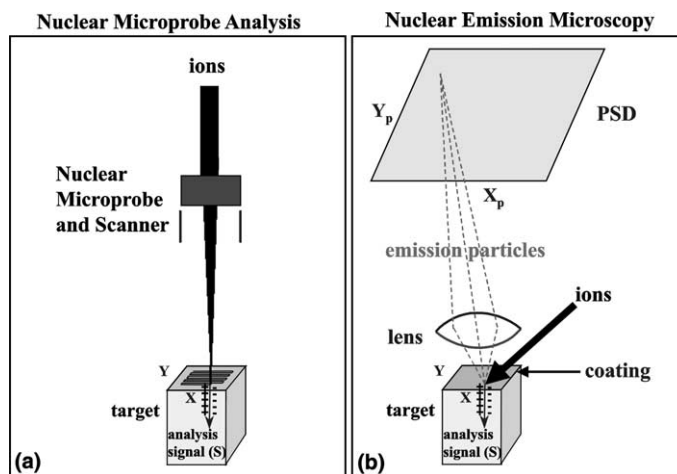 Nuclear Microprobe Analysis
ions
Nuclear
Microprobe
and Scanner
Y
X
target
analysis
signal (S)
(a)
Nuclear Emission Microscopy
Yp
PSD
Xp
emission particles
ions
lens
Y
coating
X
target
analysis
signal (S)
(b)